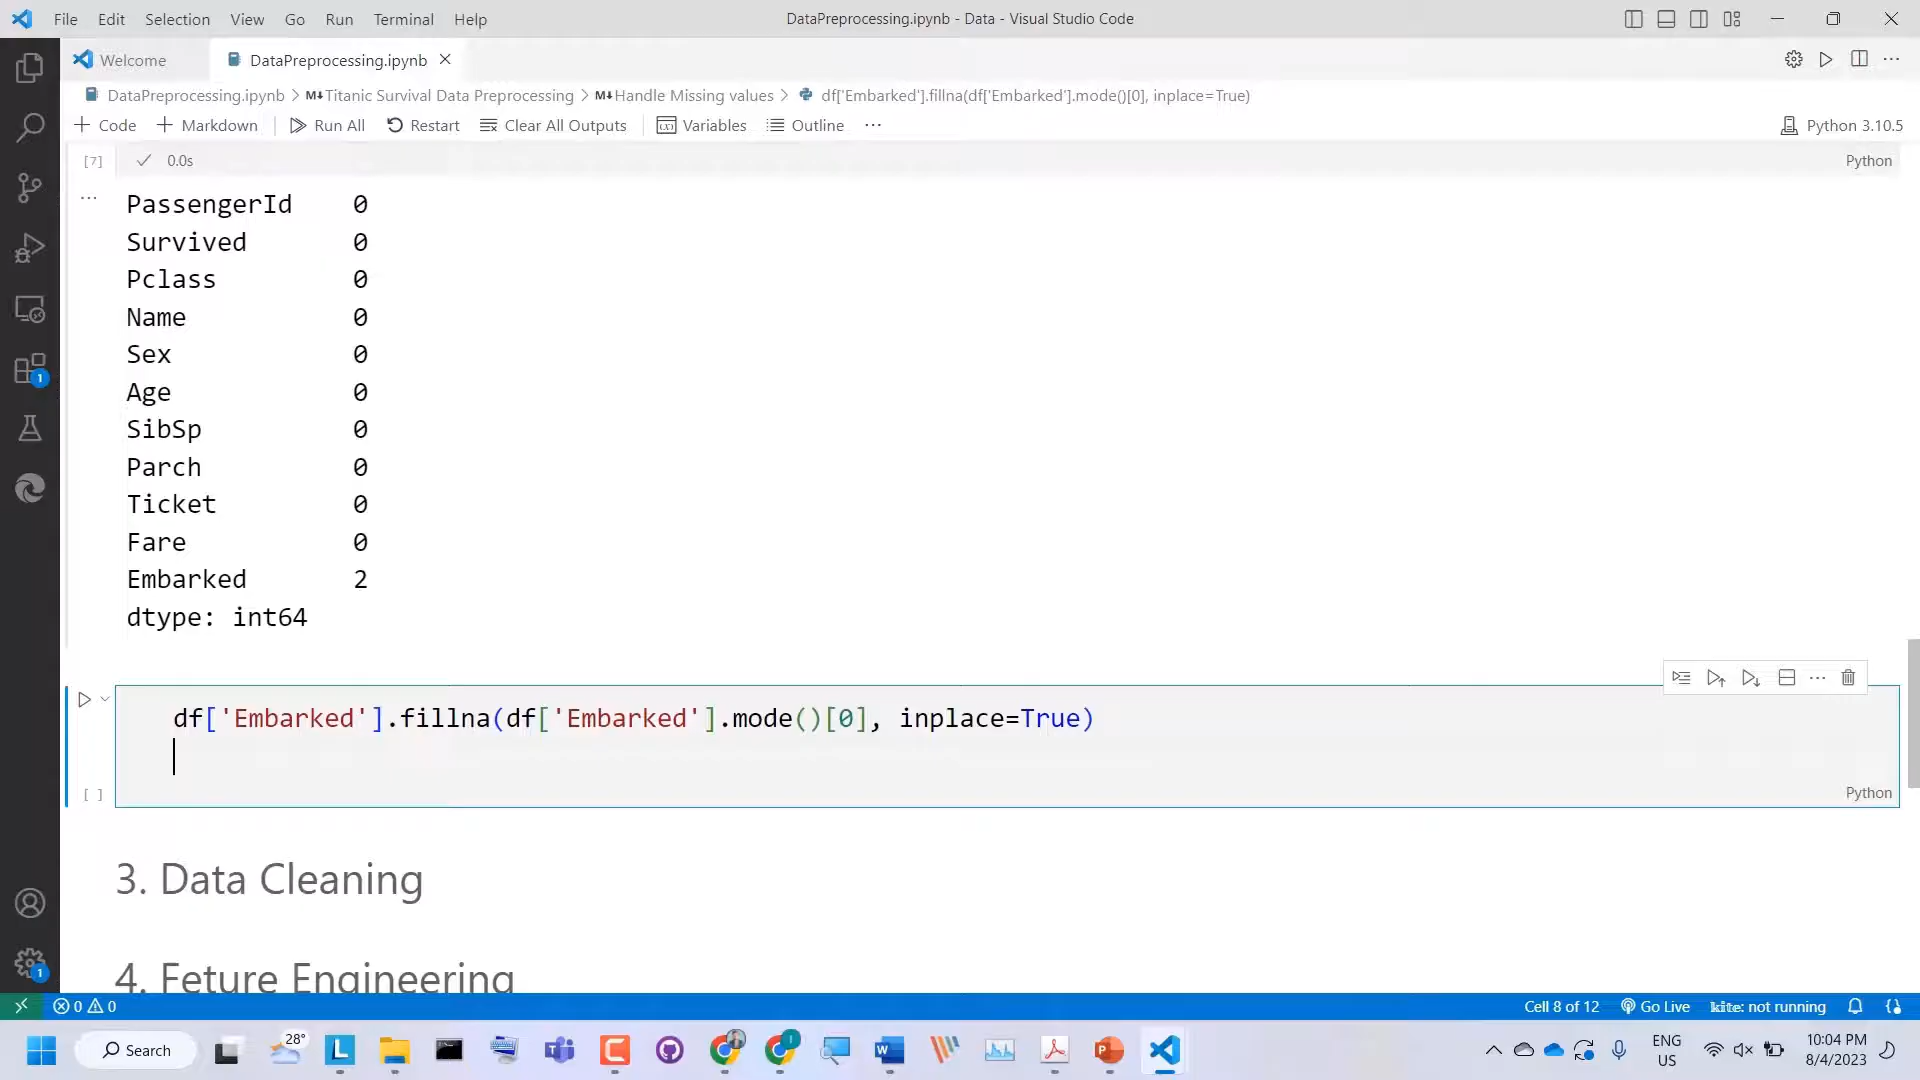 File Edit Selection View Go Run Terminal Help
DataPreprocessing.ipynb - Data - Visual Studio Code
Welcome
DataPreprocessing.ipynb
DataPreprocessing.ipynb > M↓Titanic Survival Data Preprocessing > M↓Handle Missing values > df['Embarked'].fillna(df['Embarked'].mode()[0], inplace=True)
+ Code + Markdown | Run All Restart Clear All Outputs | Variables Outline ...
Python 3.10.5
[7] ✓ 0.0s
Python
...
PassengerId 0
Survived 0
Pclass 0
Name 0
Sex 0
Age 0
SibSp 0
Parch 0
Ticket 0
Fare 0
Embarked 2
dtype: int64
df['Embarked'].fillna(df['Embarked'].mode()[0], inplace=True)
[ ]
Python
3. Data Cleaning
4. Feture Engineering
1
1
0 0
Cell 8 of 12
Go Live
kite: not running
Search
28°
ENG
US
10:04 PM
8/4/2023